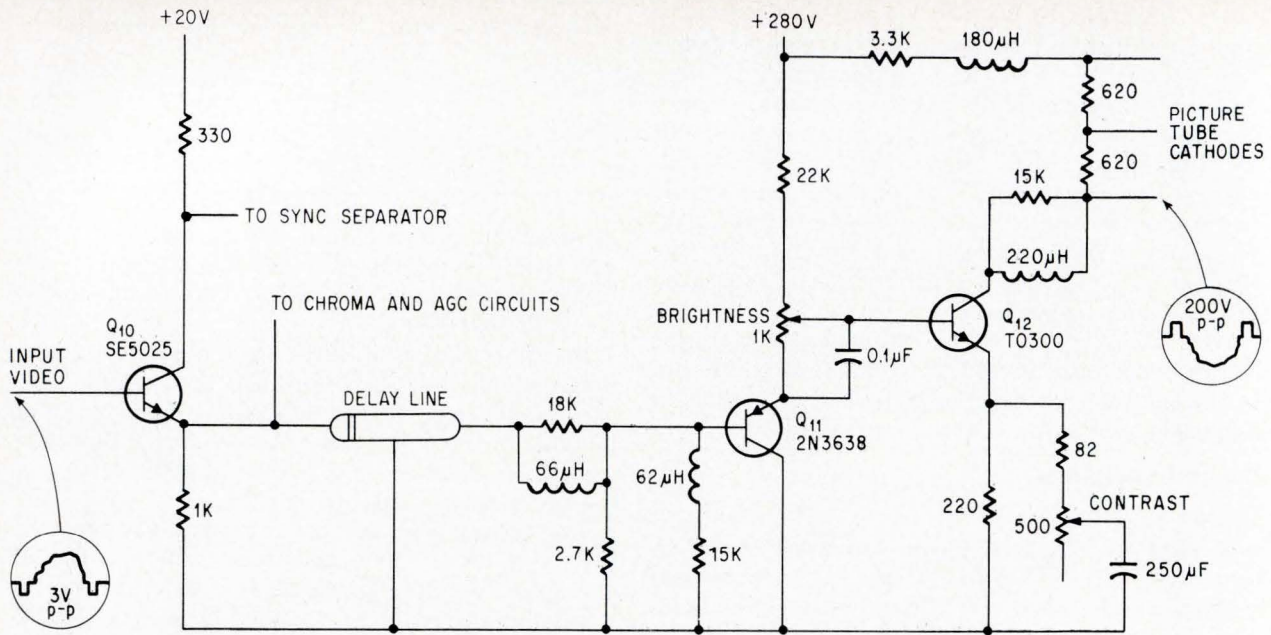 +20V
+280V
3.3K
180µH
330
620
PICTURE
TUBE
CATHODES
22K
15K
620
TO SYNC SEPARATOR
220µH
TO CHROMA AND AGC CIRCUITS
Q10
SE5025
INPUT
VIDEO
BRIGHTNESS
1K
0.1µF
Q12
TO300
200V
p-p
DELAY LINE
18K
Q11
2N3638
66µH
62µH
82
1K
220
CONTRAST
500
2.7K
15K
250µF
3V
p-p